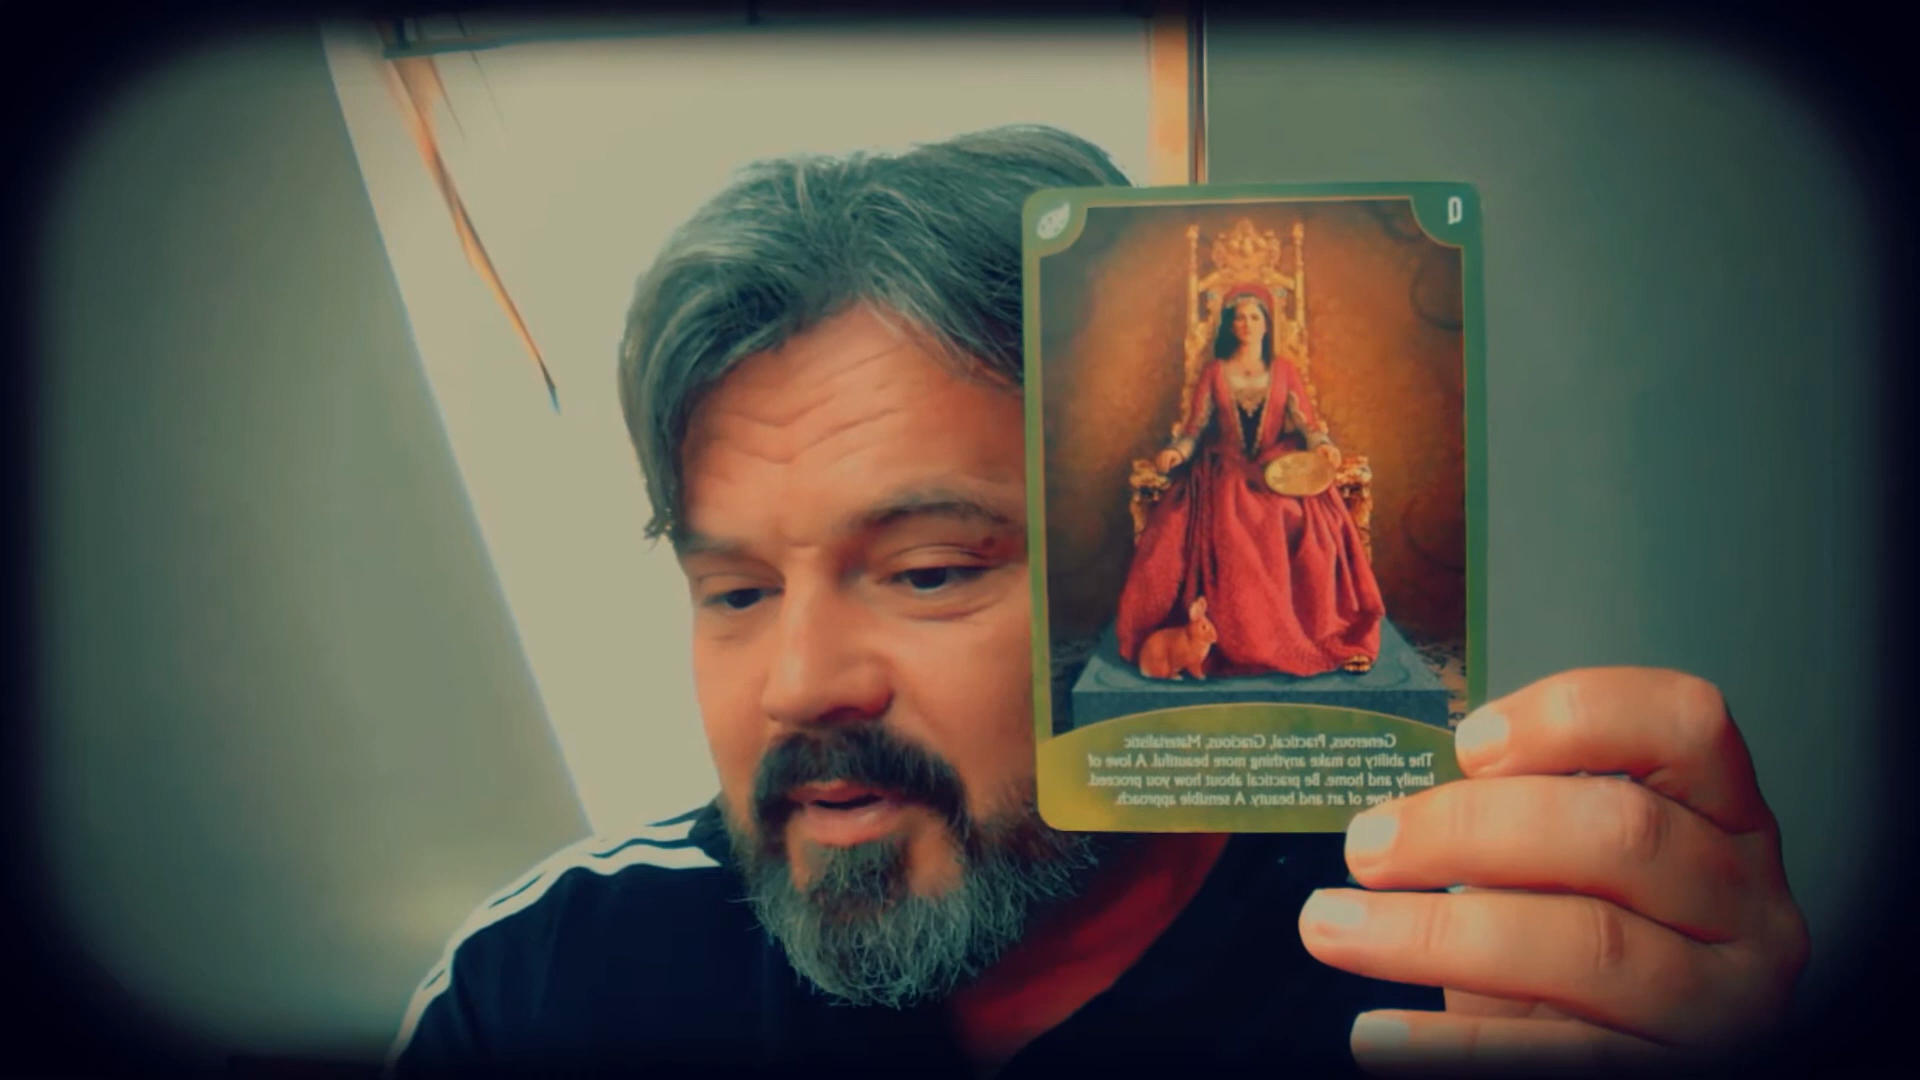 Q
Generous, Practical, Gracious, Materialistic
The ability to make anything more beautiful. A love of
family and home. Be practical about how you proceed.
A love of art and beauty. A sensible approach.